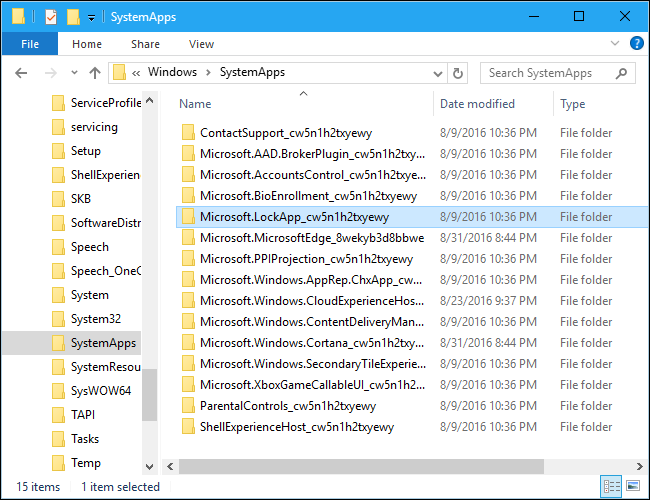 SystemApps
File Home Share View
« Windows SystemApps Search SystemApps
ServiceProfile
servicing
Setup
ShellExperien
SKB
SoftwareDistr
Speech
Speech_OneC
System
System32
SystemApps
SystemResou
SysWOW64
TAPI
Tasks
Temp
Name Date modified Type
ContactSupport_cw5n1h2txyewy 8/9/2016 10:36 PM File folder
Microsoft.AAD.BrokerPlugin_cw5n1h2txy... 8/9/2016 10:36 PM File folder
Microsoft.AccountsControl_cw5n1h2txye... 8/9/2016 10:36 PM File folder
Microsoft.BioEnrollment_cw5n1h2txyewy 8/9/2016 10:36 PM File folder
Microsoft.LockApp_cw5n1h2txyewy 8/9/2016 10:36 PM File folder
Microsoft.MicrosoftEdge_8wekyb3d8bbwe 8/31/2016 8:44 PM File folder
Microsoft.PPIProjection_cw5n1h2txyewy 8/9/2016 10:36 PM File folder
Microsoft.Windows.AppRep.ChxApp_cw... 8/9/2016 10:36 PM File folder
Microsoft.Windows.CloudExperienceHos... 8/23/2016 9:37 PM File folder
Microsoft.Windows.ContentDeliveryMan... 8/9/2016 10:36 PM File folder
Microsoft.Windows.Cortana_cw5n1h2txy... 8/31/2016 8:44 PM File folder
Microsoft.Windows.SecondaryTileExperi... 8/9/2016 10:36 PM File folder
Microsoft.XboxGameCallableUI_cw5n1h2... 8/9/2016 10:36 PM File folder
ParentalControls_cw5n1h2txyewy 8/9/2016 10:36 PM File folder
ShellExperienceHost_cw5n1h2txyewy 8/9/2016 10:36 PM File folder
15 items 1 item selected